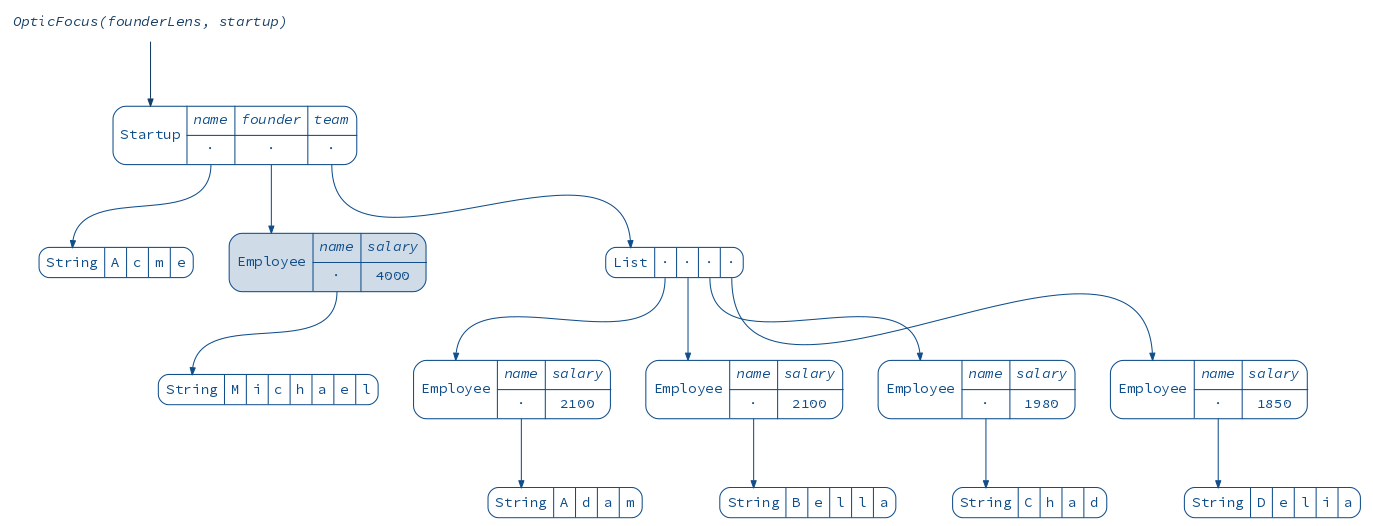 OpticFocus(founderLens, startup)
Startup name founder team
· · ·
String A c m e
Employee name salary
· 4000
List · · · ·
String M i c h a e l
Employee name salary
· 2100
Employee name salary
· 2100
Employee name salary
· 1980
Employee name salary
· 1850
String A d a m
String B e l l a
String C h a d
String D e l i a